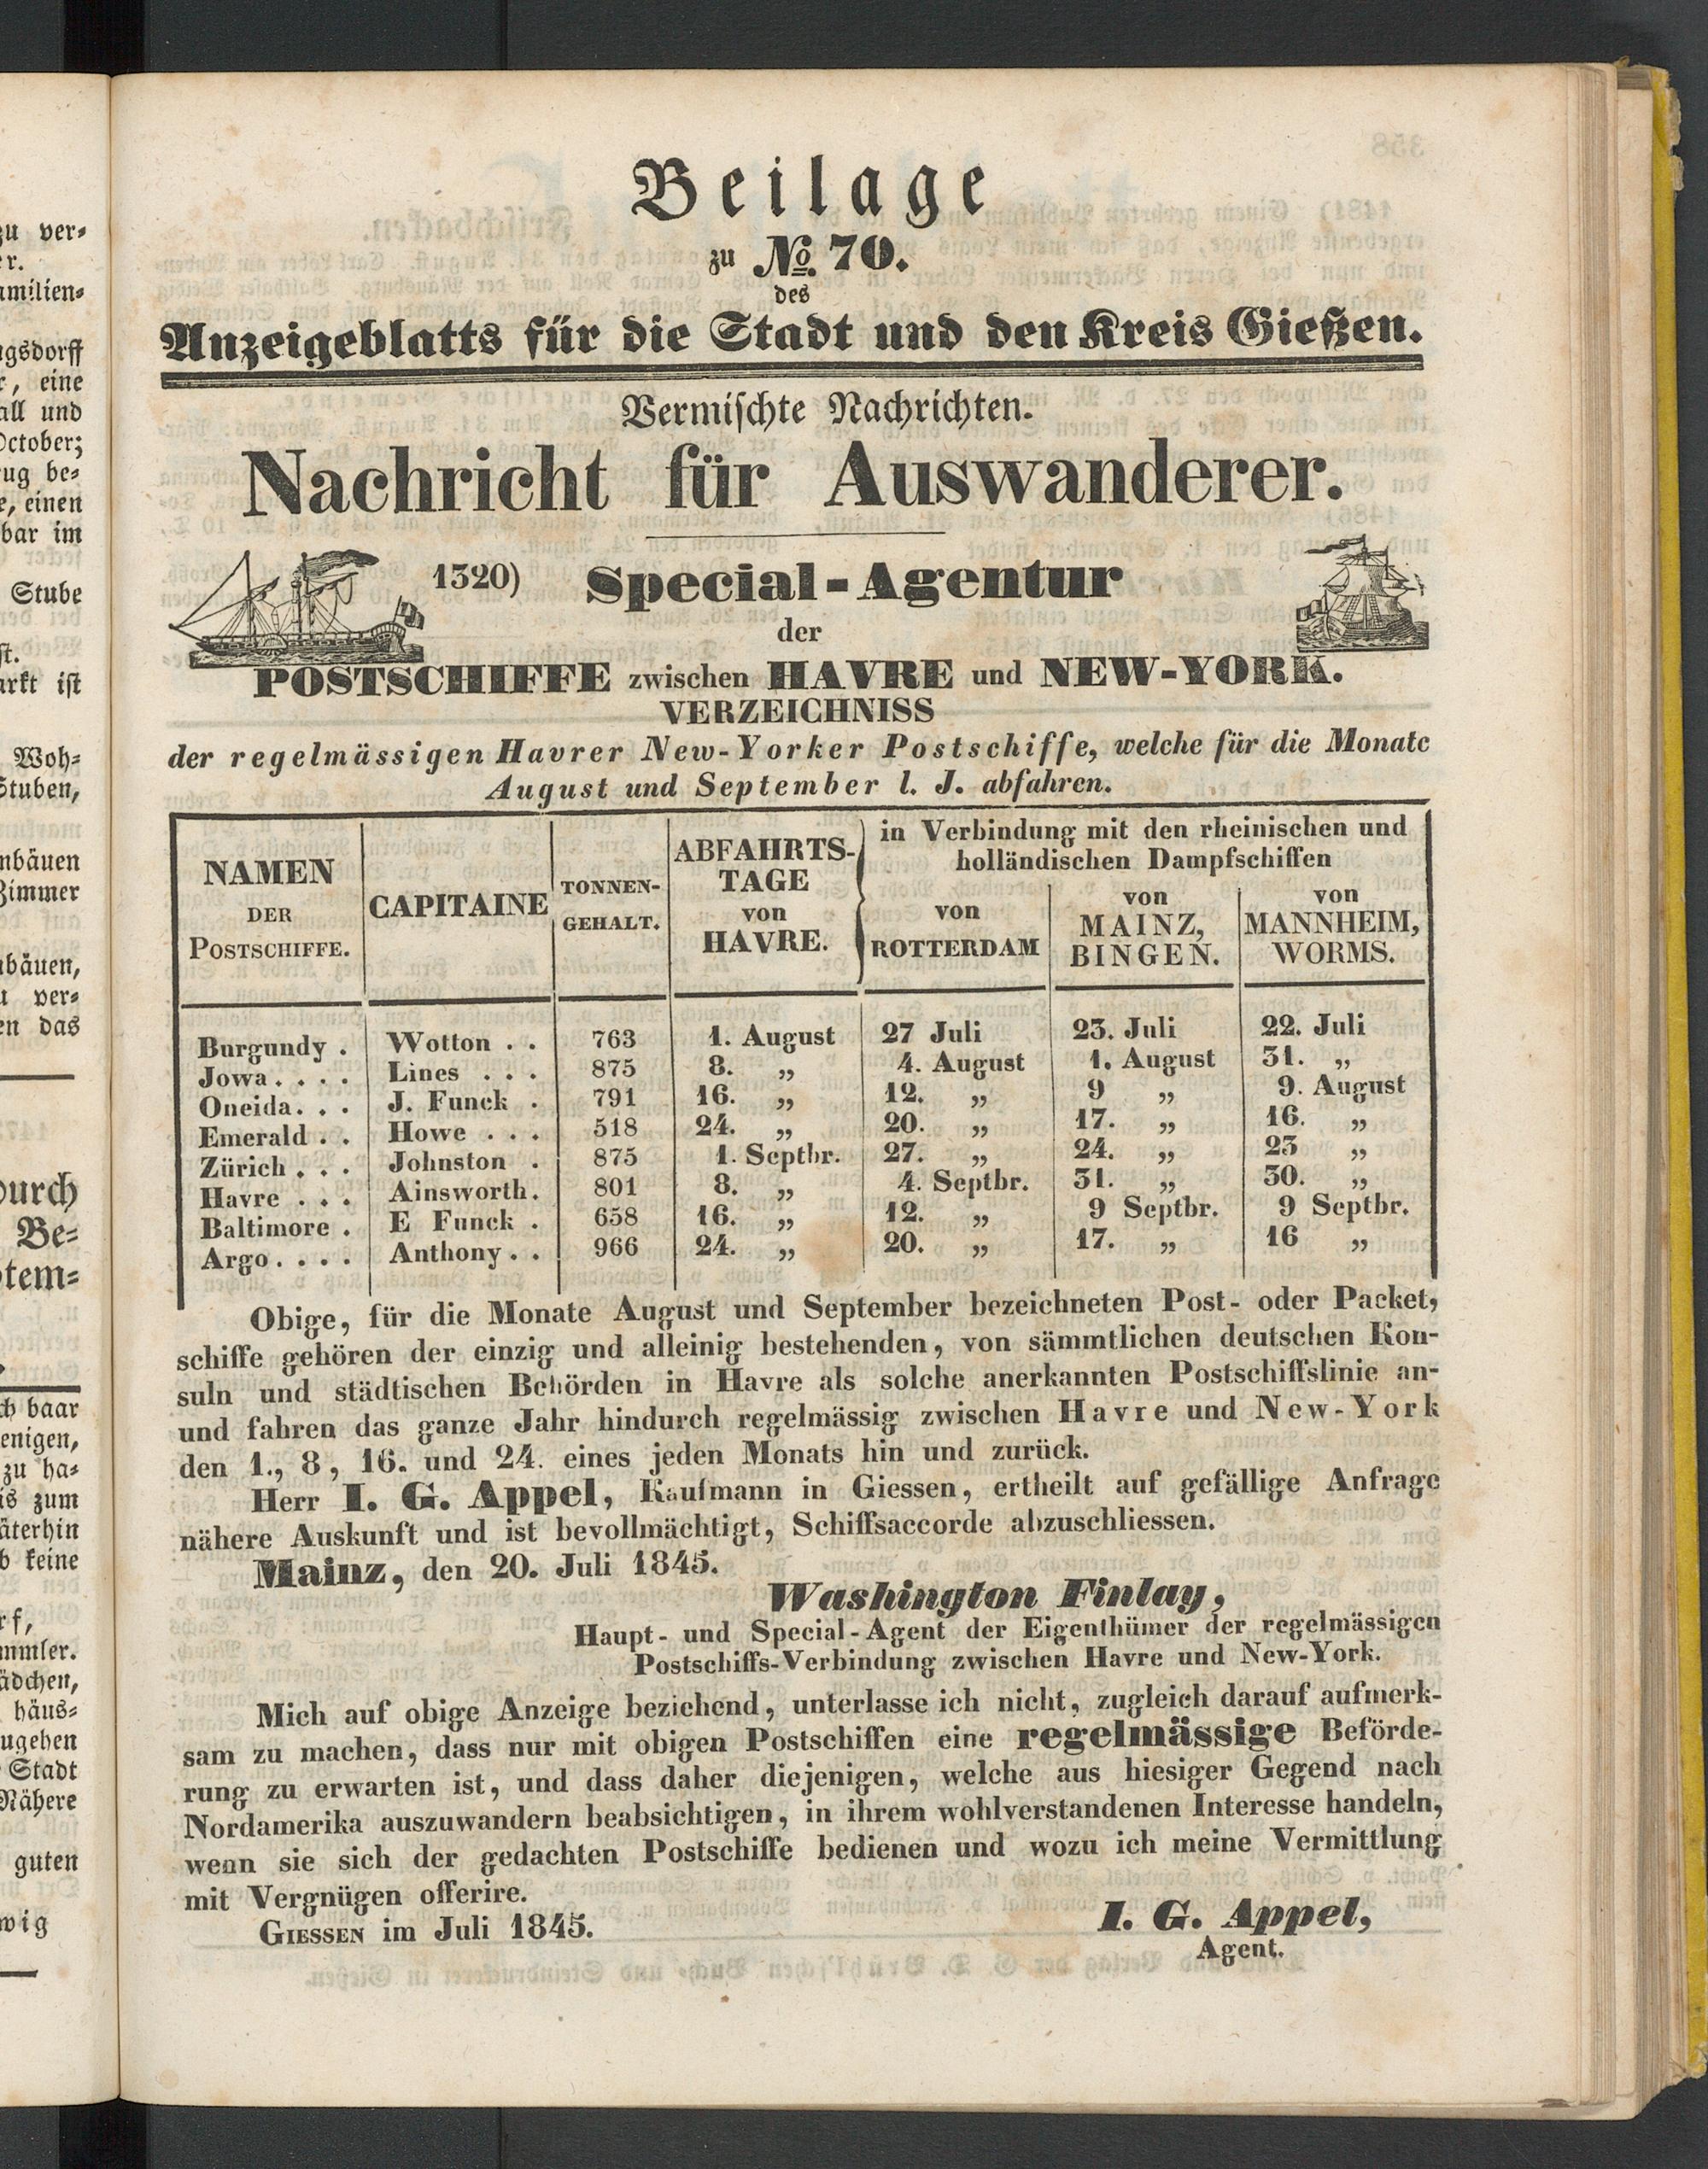 Beilage
zu No. 70.
des
Anzeigeblatts für die Stadt und den Kreis Gießen.
Vermischte Nachrichten.
Nachricht für Auswanderer.
1320) Special-Agentur
der
POSTSCHIFFE zwischen HAVRE und NEW-YORK.
VERZEICHNISS
der regelmässigen Havrer New-Yorker Postschiffe, welche für die Monate
August und September l. J. abfahren.
NAMEN DER POSTSCHIFFE. CAPITAINE TONNEN-GEHALT. ABFAHRTS-TAGE von HAVRE. in Verbindung mit den rheinischen und holländischen Dampfschiffen von ROTTERDAM von MAINZ, BINGEN. von MANNHEIM, WORMS.
Burgundy . Wotton . . 763 1. August 27 Juli 23. Juli 22. Juli
Jowa . . . . Lines . . . 875 8. „ 4. August 1. August 31. „
Oneida. . . J. Funck . 791 16. „ 12. „ 9 „ 9. August
Emerald . . Howe . . . 518 24. „ 20. „ 17. „ 16. „
Zürich . . . Johnston . 875 1. Septbr. 27. „ 24. „ 23 „
Havre . . . Ainsworth. 801 8. „ 4. Septbr. 31. „ 30. „
Baltimore . E Funck . 658 16. „ 12. „ 9 Septbr. 9 Septbr.
Argo. . . . Anthony . . 966 24. „ 20. „ 17. „ 16 „
Obige, für die Monate August und September bezeichneten Post- oder Packet,
schiffe gehören der einzig und alleinig bestehenden, von sämmtlichen deutschen Kon-
suln und städtischen Behörden in Havre als solche anerkannten Postschiffslinie an-
und fahren das ganze Jahr hindurch regelmässig zwischen Havre und New-York
den 1., 8, 16. und 24. eines jeden Monats hin und zurück.
Herr I. G. Appel, Kaufmann in Giessen, ertheilt auf gefällige Anfrage
nähere Auskunft und ist bevollmächtigt, Schiffsaccorde abzuschliessen.
Mainz, den 20. Juli 1845.
Washington Finlay,
Haupt- und Special-Agent der Eigenthümer der regelmässigen
Postschiffs-Verbindung zwischen Havre und New-York.
Mich auf obige Anzeige beziehend, unterlasse ich nicht, zugleich darauf aufmerk-
sam zu machen, dass nur mit obigen Postschiffen eine regelmässige Beförde-
rung zu erwarten ist, und dass daher diejenigen, welche aus hiesiger Gegend nach
Nordamerika auszuwandern beabsichtigen, in ihrem wohlverstandenen Interesse handeln,
wenn sie sich der gedachten Postschiffe bedienen und wozu ich meine Vermittlung
mit Vergnügen offerire.
GIESSEN im Juli 1845.
I. G. Appel,
Agent.